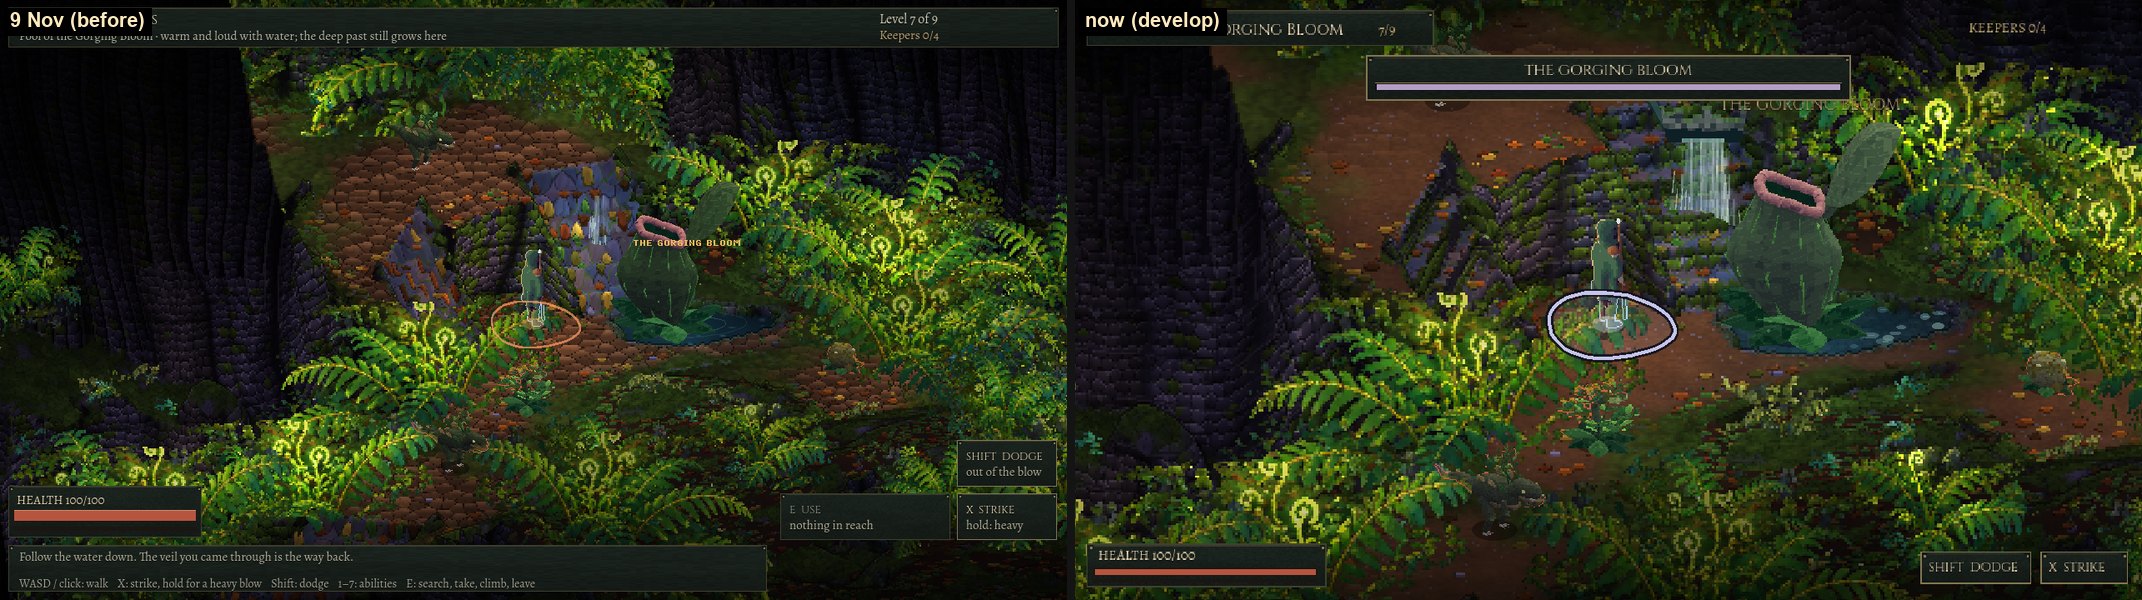 9 Nov (before)
S
Level 7 of 9
Pool of the Gorging Bloom · warm and loud with water; the deep past still grows here
Keepers 0/4
THE GORGING BLOOM
SHIFT DODGE
out of the blow
HEALTH 100/100
E USE
nothing in reach
X STRIKE
hold: heavy
Follow the water down. The veil you came through is the way back.
WASD / click: walk X: strike, hold for a heavy blow Shift: dodge 1–7: abilities E: search, take, climb, leave
now (develop)
ORGING BLOOM
7/9
KEEPERS 0/4
THE GORGING BLOOM
THE GORGING BLOOM
HEALTH 100/100
SHIFT DODGE
X STRIKE